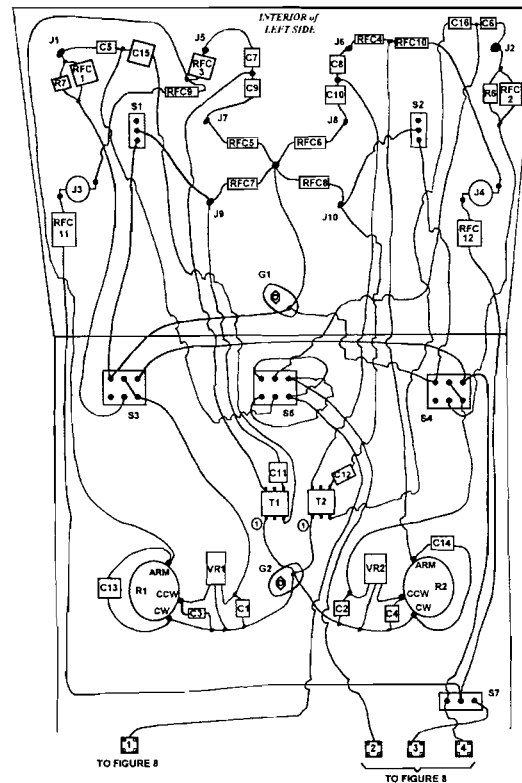 INTERIOR of
LEFT SIDE
J1
C5
C15
J5
RFC 3
C7
J6
RFC4
RFC10
C16
C6
J2
R7
RFC 1
RFC9
C9
C8
C10
R6
RFC 2
S1
J7
J8
S2
RFC5
RFC6
J3
RFC7
RFC8
J4
J9
J10
RFC 11
RFC 12
G1
S3
S5
S4
C11
C12
T1
T2
1
1
ARM
VR1
G2
VR2
ARM
C14
C13
R1
CCW
CW
C3
C1
C2
C4
CCW
R2
CW
S7
1
2
3
4
TO FIGURE 8
TO FIGURE 8